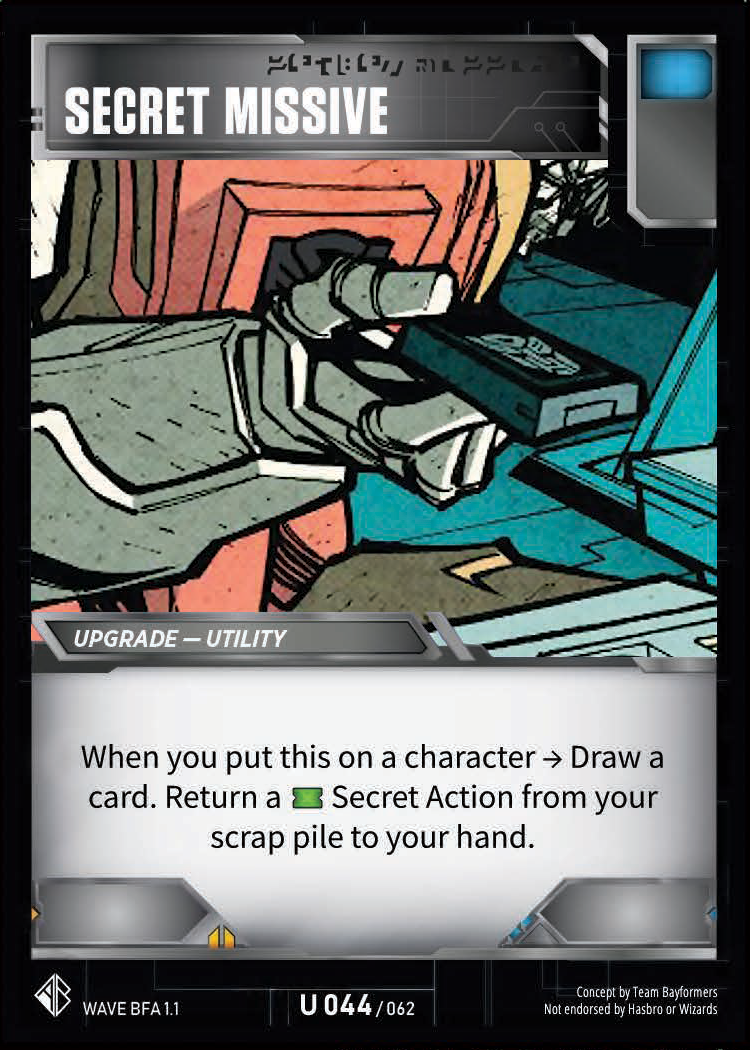 SECRET MISSIVE
UPGRADE — UTILITY
When you put this on a character → Draw a
card. Return a Secret Action from your
scrap pile to your hand.
WAVE BFA 1.1
U 044 / 062
Concept by Team Bayformers
Not endorsed by Hasbro or Wizards